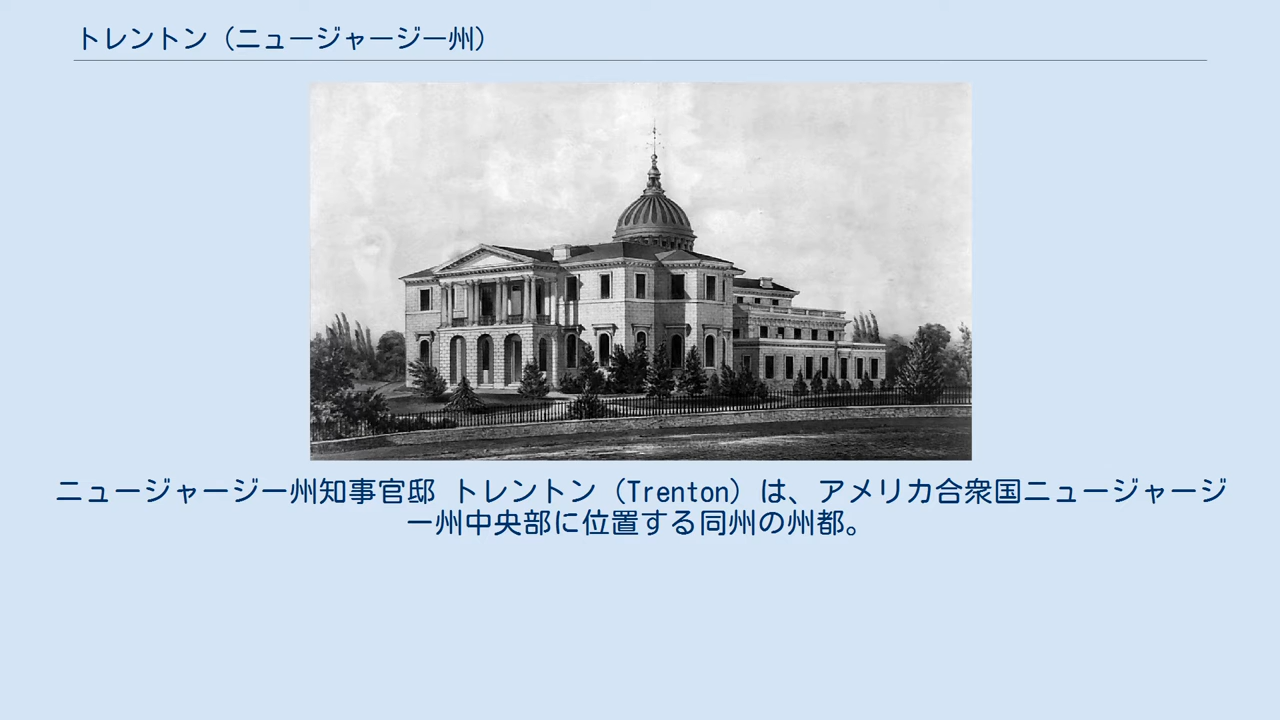 トレントン（ニュージャージー州）
ニュージャージー州知事官邸 トレントン（Trenton）は、アメリカ合衆国ニュージャージ
ー州中央部に位置する同州の州都。